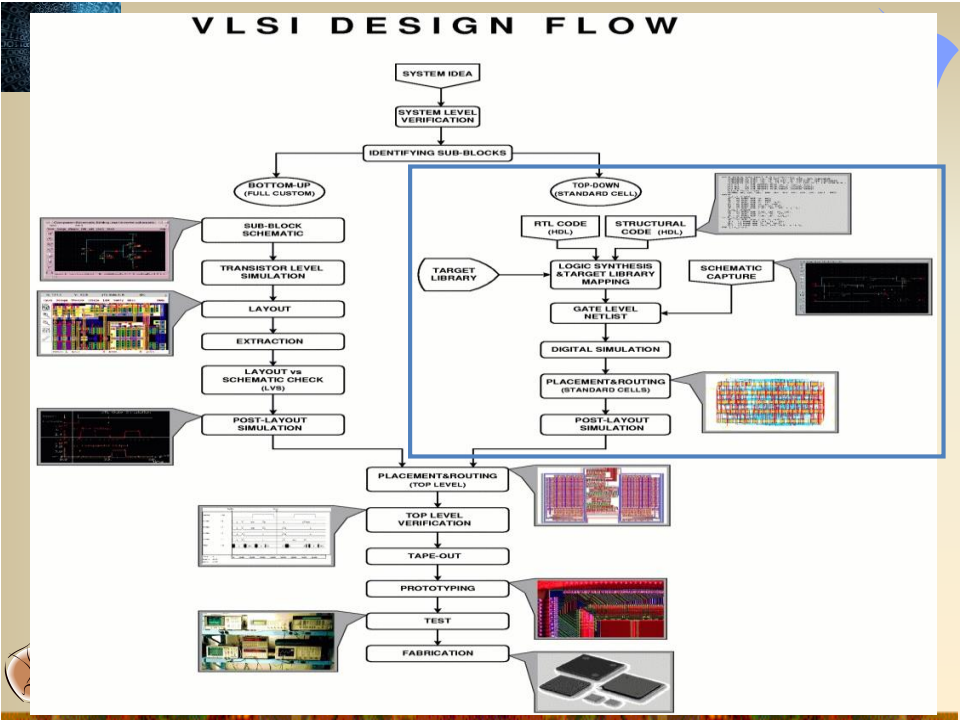 VLSI DESIGN FLOW
SYSTEM IDEA
SYSTEM LEVEL
VERIFICATION
IDENTIFYING SUB-BLOCKS
BOTTOM-UP
(FULL CUSTOM)
SUB-BLOCK
SCHEMATIC
TRANSISTOR LEVEL
SIMULATION
LAYOUT
EXTRACTION
LAYOUT vs
SCHEMATIC CHECK
(LVS)
POST-LAYOUT
SIMULATION
TOP-DOWN
(STANDARD CELL)
RTL CODE
(HDL)
STRUCTURAL
CODE (HDL)
TARGET
LIBRARY
LOGIC SYNTHESIS
&TARGET LIBRARY
MAPPING
SCHEMATIC
CAPTURE
GATE LEVEL
NETLIST
DIGITAL SIMULATION
PLACEMENT&ROUTING
(STANDARD CELLS)
POST-LAYOUT
SIMULATION
PLACEMENT&ROUTING
(TOP LEVEL)
TOP LEVEL
VERIFICATION
TAPE-OUT
PROTOTYPING
TEST
FABRICATION